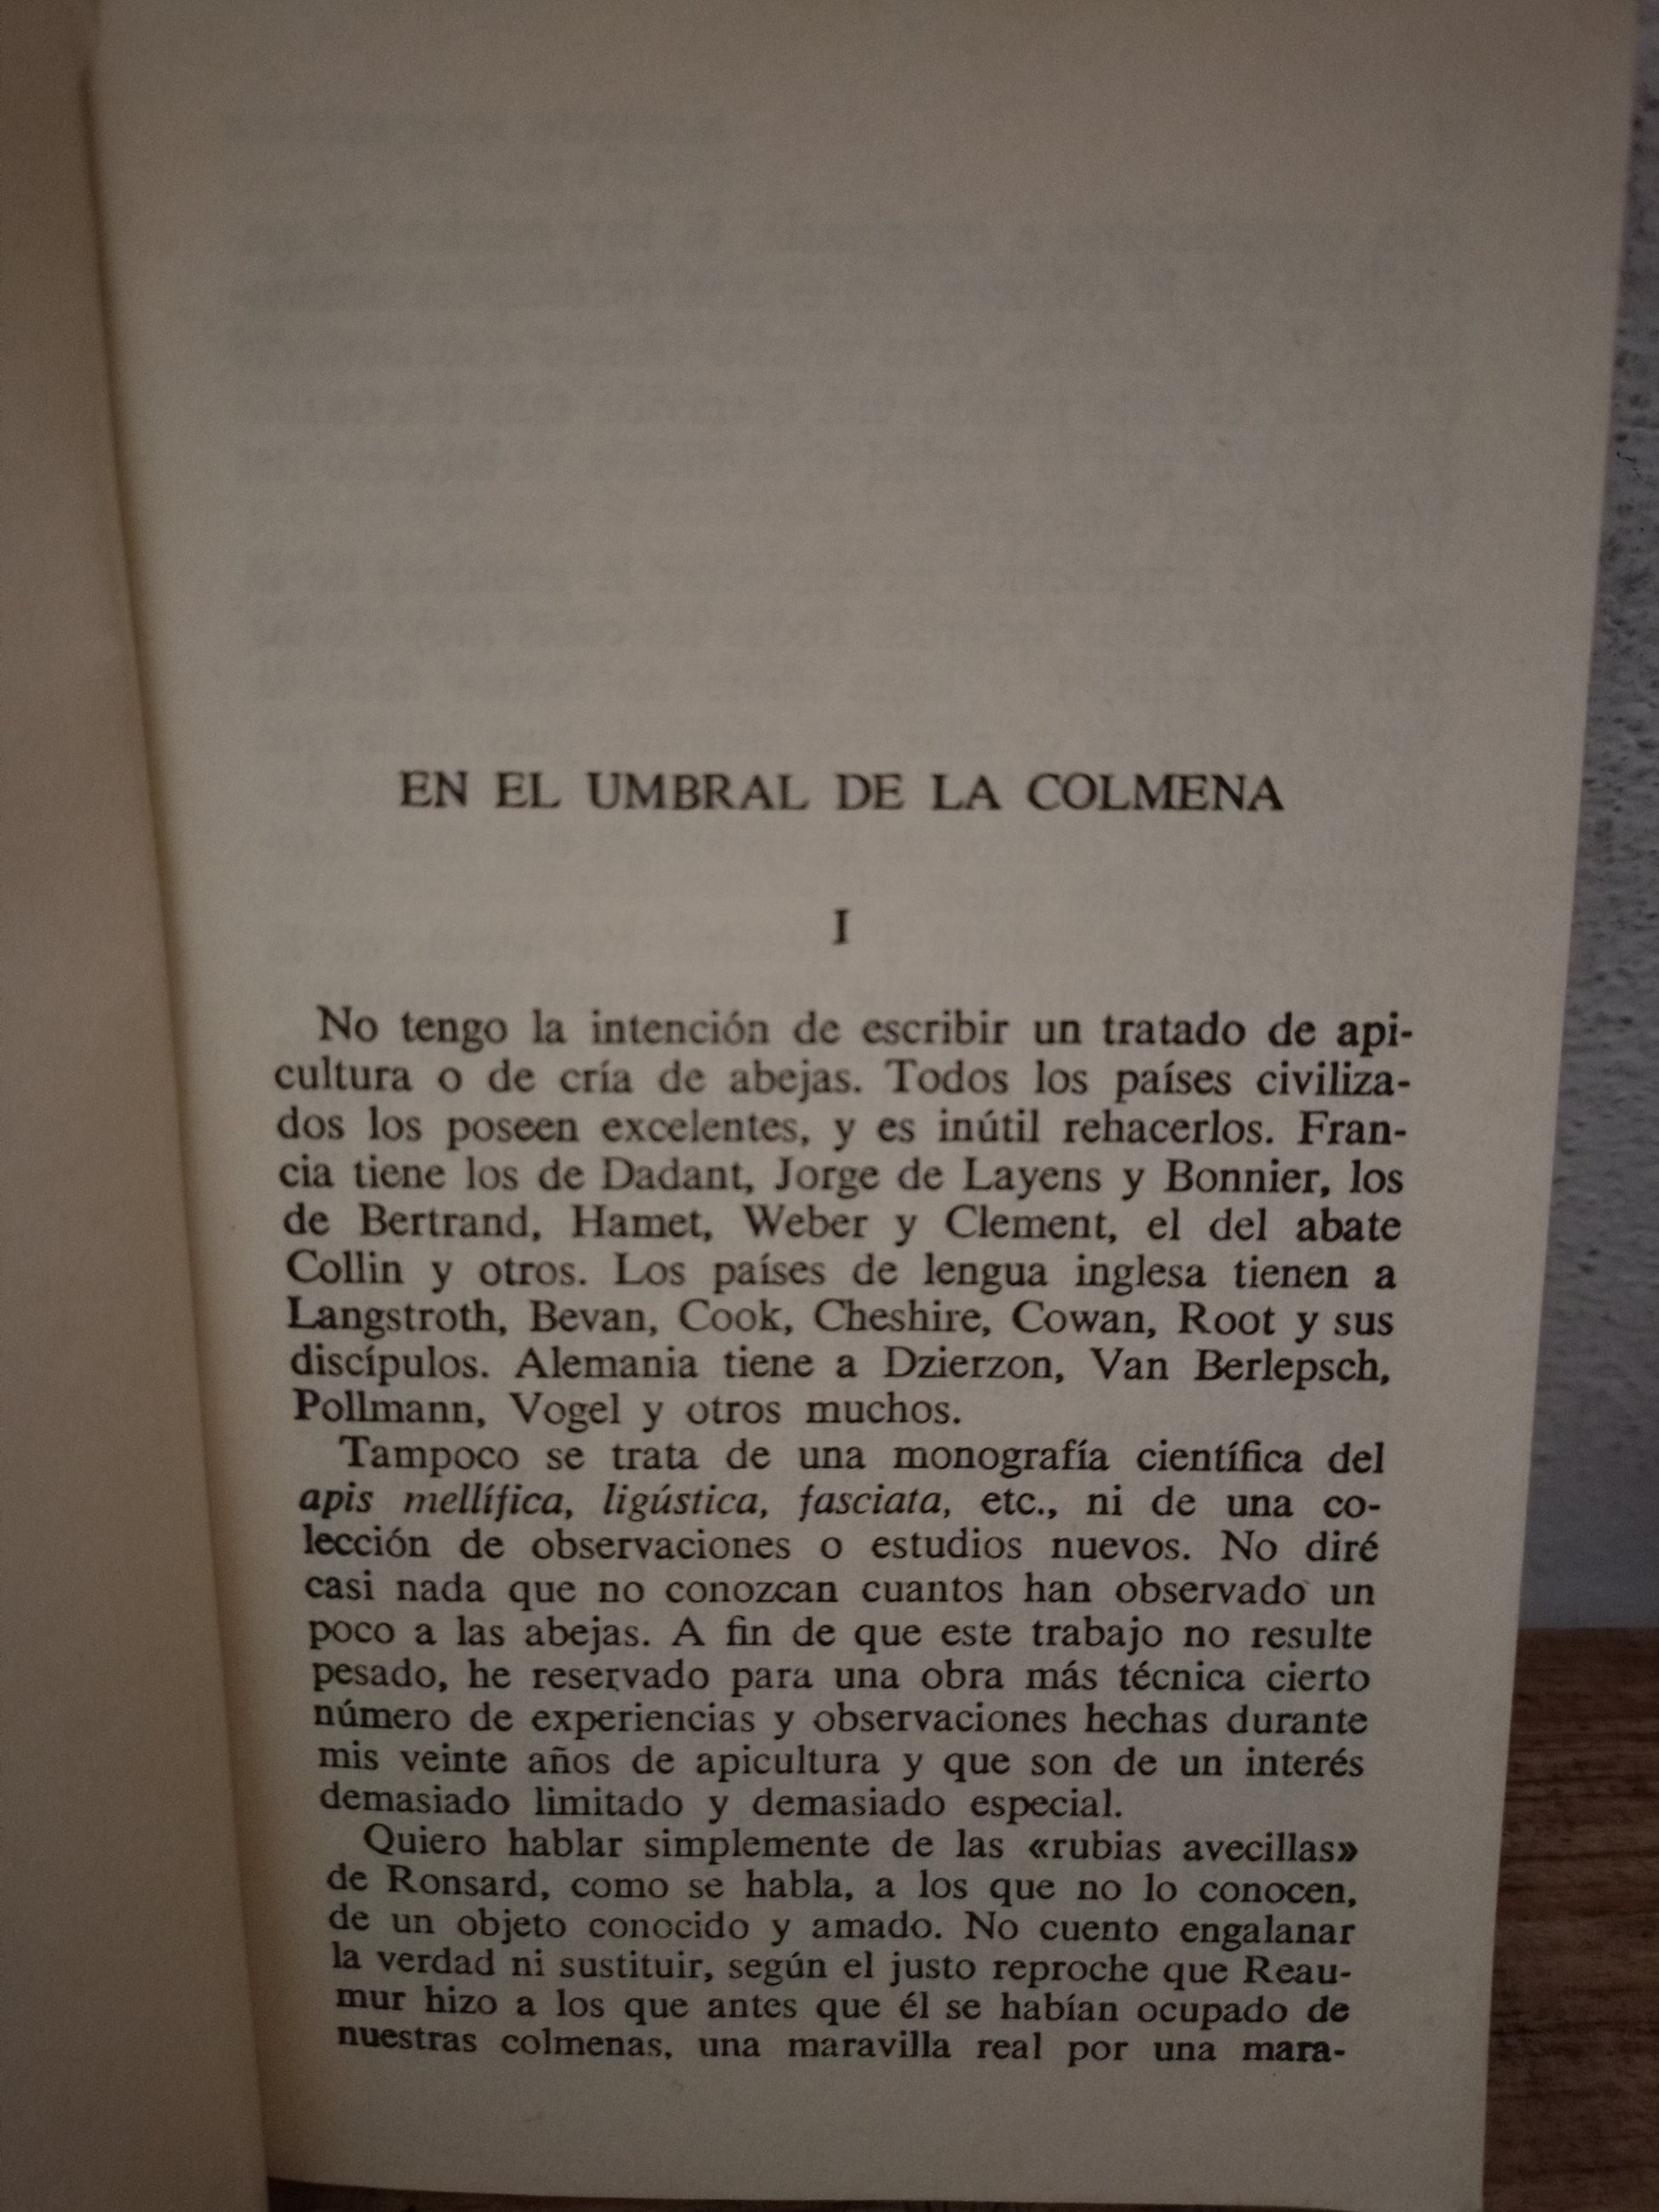 EN EL UMBRAL DE LA COLMENA
I
No tengo la intención de escribir un tratado de api-
cultura o de cría de abejas. Todos los países civiliza-
dos los poseen excelentes, y es inútil rehacerlos. Fran-
cia tiene los de Dadant, Jorge de Layens y Bonnier, los
de Bertrand, Hamet, Weber y Clement, el del abate
Collin y otros. Los países de lengua inglesa tienen a
Langstroth, Bevan, Cook, Cheshire, Cowan, Root y sus
discípulos. Alemania tiene a Dzierzon, Van Berlepsch,
Pollmann, Vogel y otros muchos.
Tampoco se trata de una monografía científica del
apis mellífica, ligústica, fasciata, etc., ni de una co-
lección de observaciones o estudios nuevos. No diré
casi nada que no conozcan cuantos han observado un
poco a las abejas. A fin de que este trabajo no resulte
pesado, he reservado para una obra más técnica cierto
número de experiencias y observaciones hechas durante
mis veinte años de apicultura y que son de un interés
demasiado limitado y demasiado especial.
Quiero hablar simplemente de las «rubias avecillas»
de Ronsard, como se habla, a los que no lo conocen,
de un objeto conocido y amado. No cuento engalanar
la verdad ni sustituir, según el justo reproche que Reau-
mur hizo a los que antes que él se habían ocupado de
nuestras colmenas, una maravilla real por una mara-